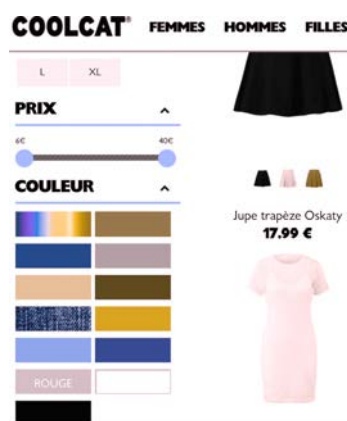 COOLCAT® FEMMES HOMMES FILLES
L XL
PRIX
6€ 40€
COULEUR
ROUGE
Jupe trapèze Oskaty
17.99 €